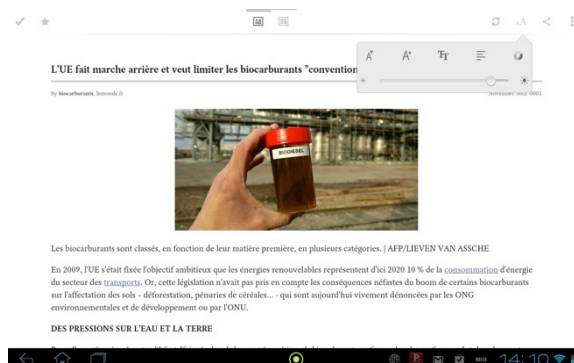 A A Tт
L'UE fait marche arrière et veut limiter les biocarburants "convention
by biocarburants, lemonde.fr
BIODIESEL
Les biocarburants sont classés, en fonction de leur matière première, en plusieurs catégories. | AFP/LIEVEN VAN ASSCHE
En 2009, l'UE s'était fixée l'objectif ambitieux que les énergies renouvelables représentent d'ici 2020 10 % de la consommation d'énergie
du secteur des transports. Or, cette législation n'avait pas pris en compte les conséquences néfastes du boom de certains biocarburants
sur l'affectation des sols – déforestation, pénuries de céréales... - qui sont aujourd'hui vivement dénoncées par les ONG
environnementales et de développement ou par l'ONU.
DES PRESSIONS SUR L'EAU ET LA TERRE
14:10